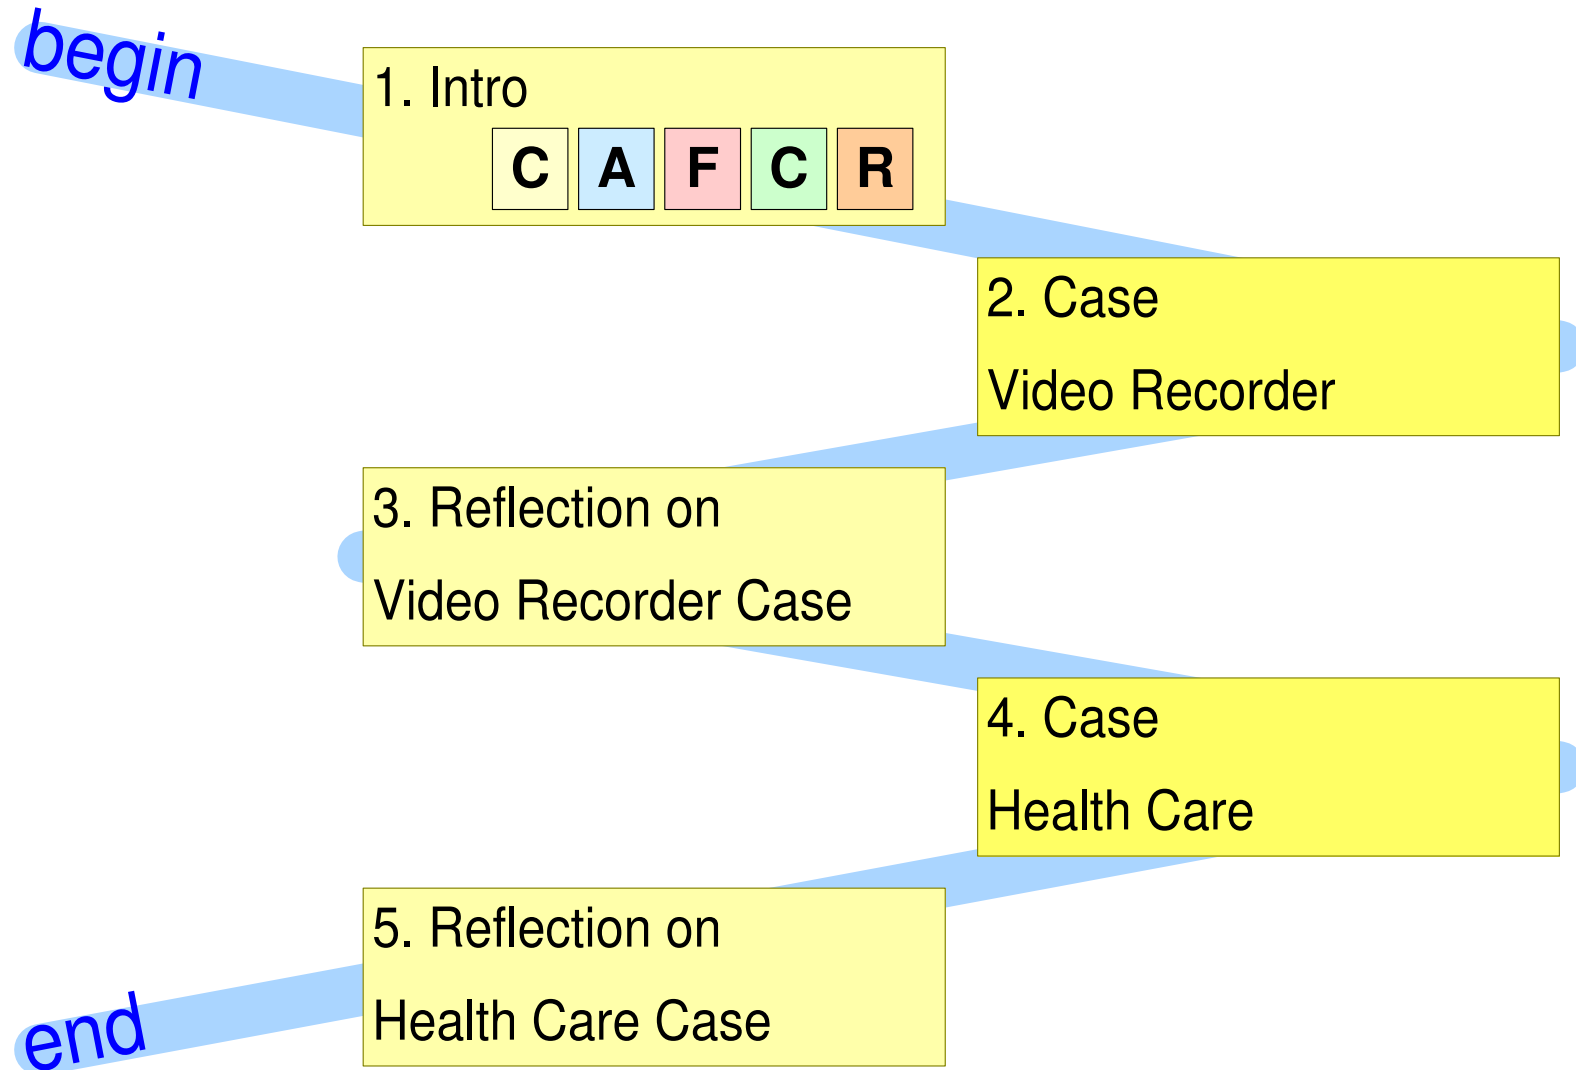 begin
1. Intro
C A F C R
2. Case
Video Recorder
3. Reflection on
Video Recorder Case
4. Case
Health Care
5. Reflection on
Health Care Case
end